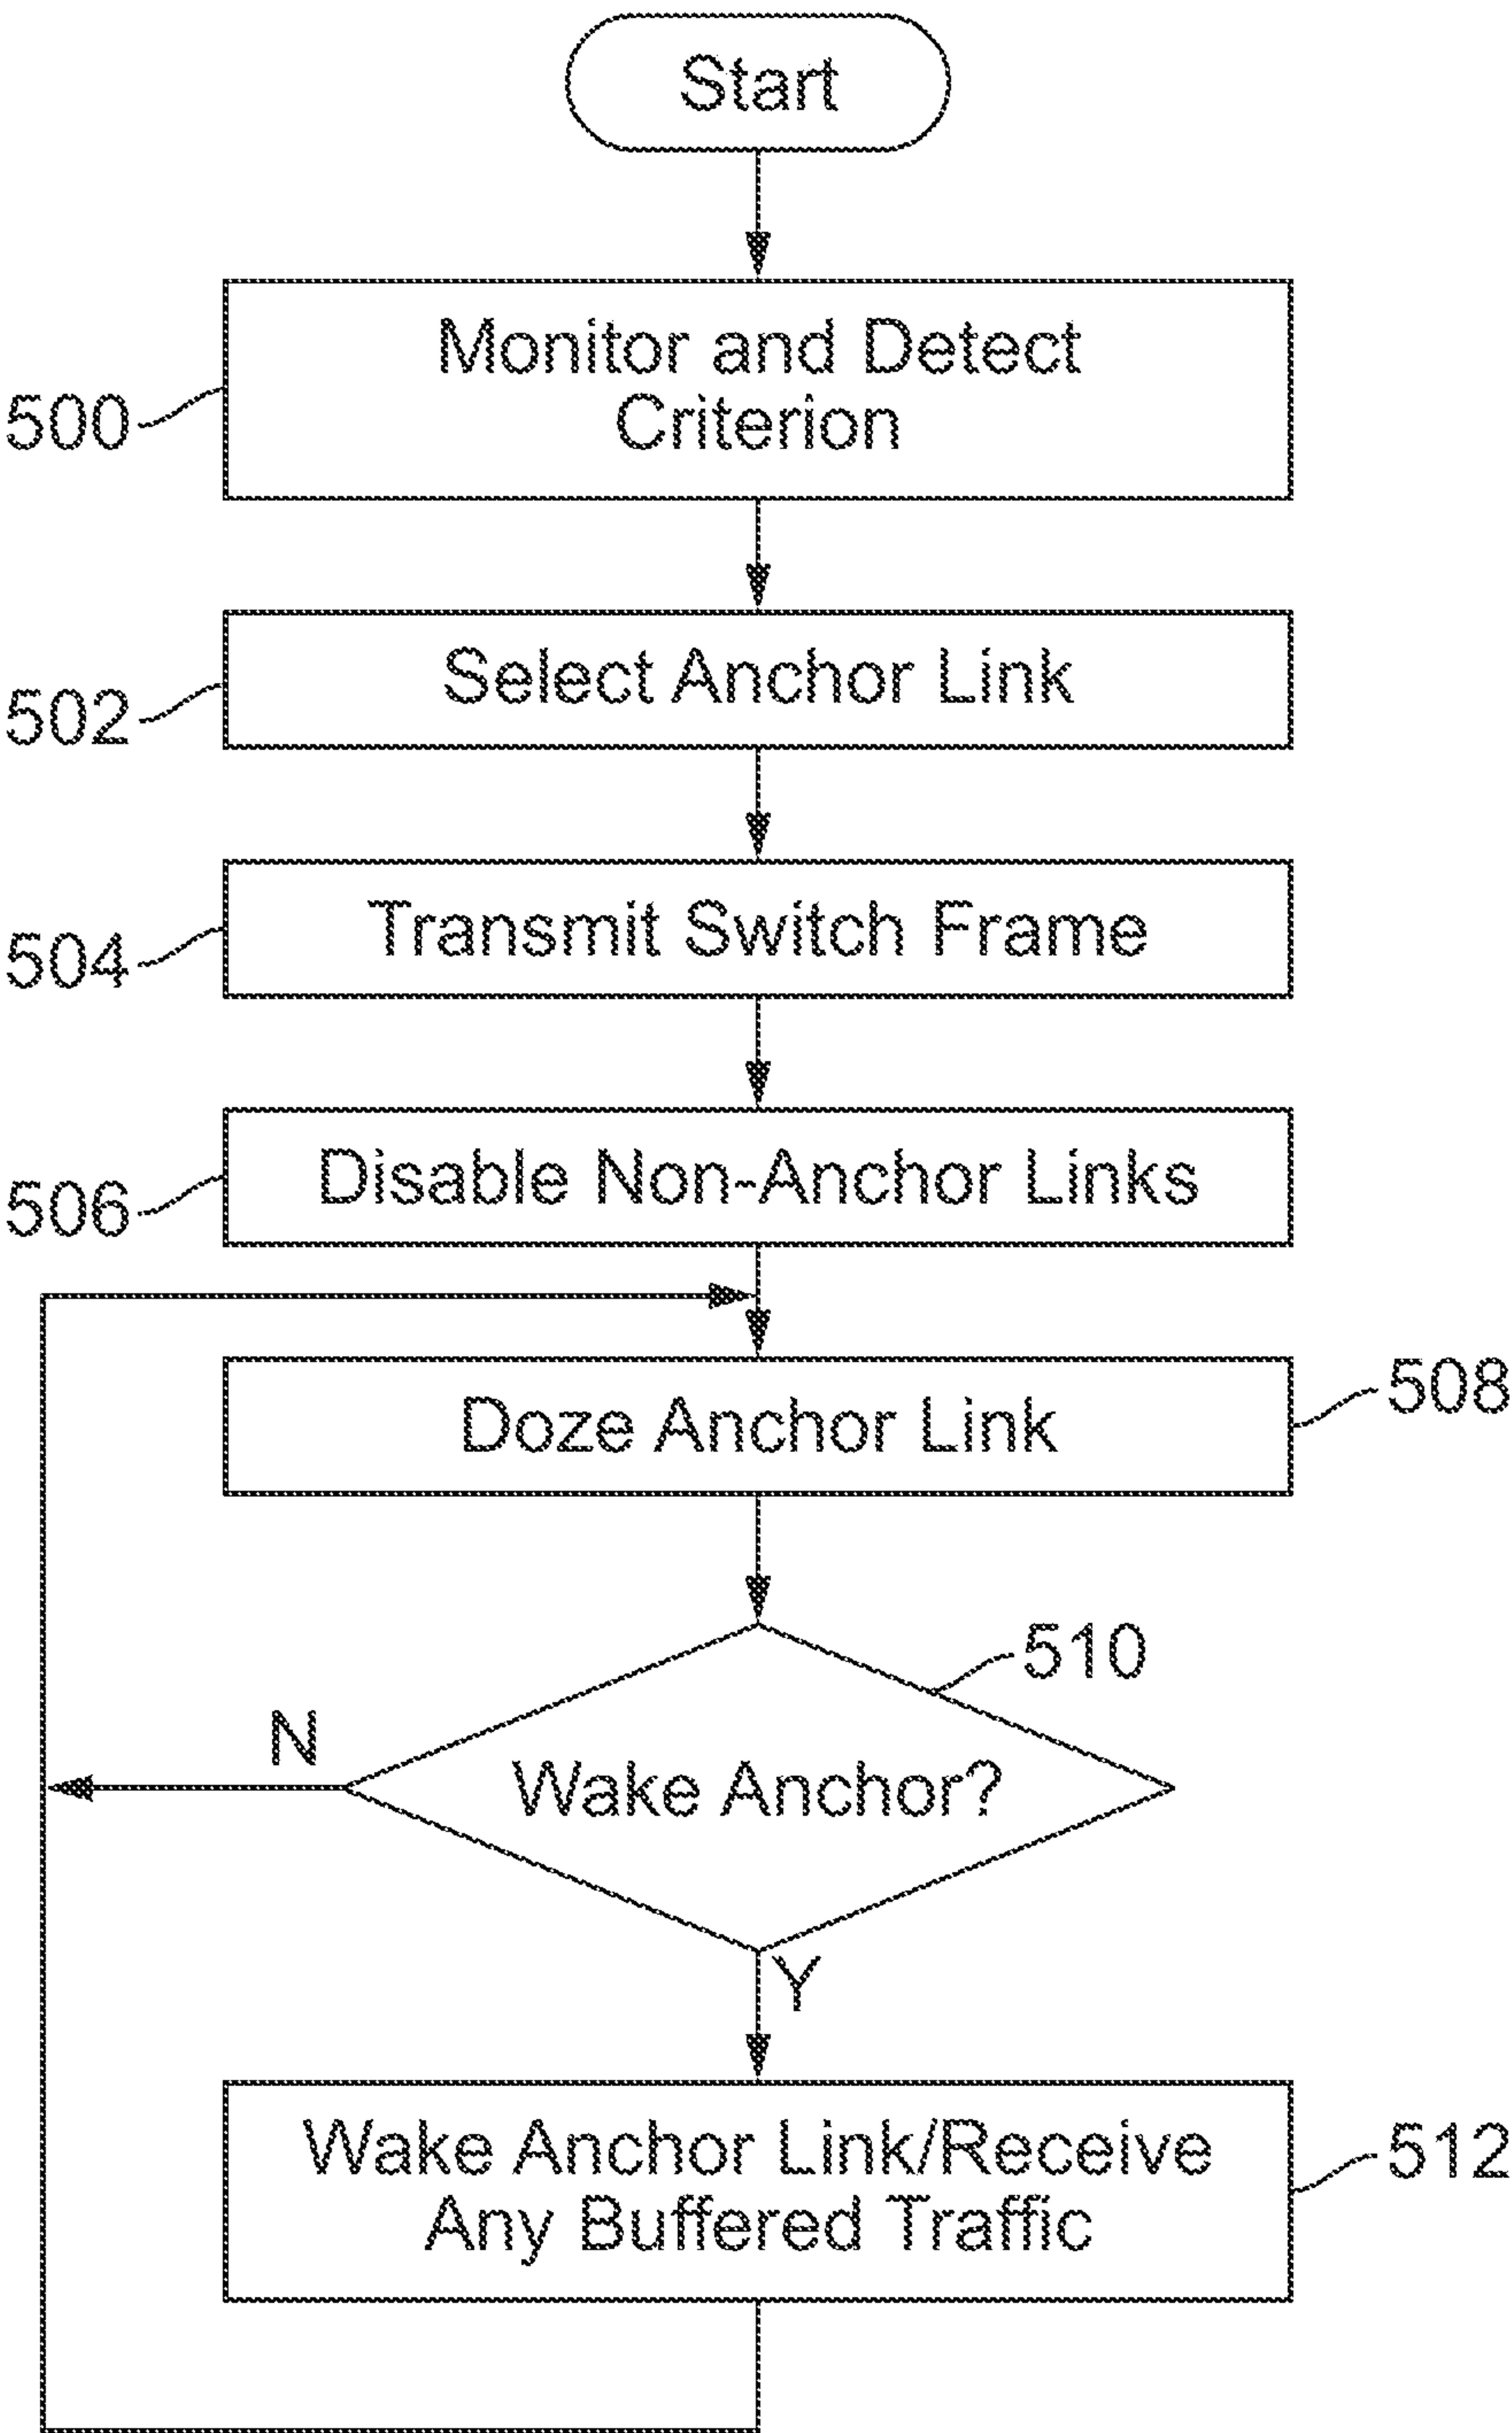 Start
Monitor and Detect
Criterion
500
Select Anchor Link
502
Transmit Switch Frame
504
Disable Non-Anchor Links
506
Doze Anchor Link
508
510
N
Wake Anchor?
Y
Wake Anchor Link/Receive
Any Buffered Traffic
512